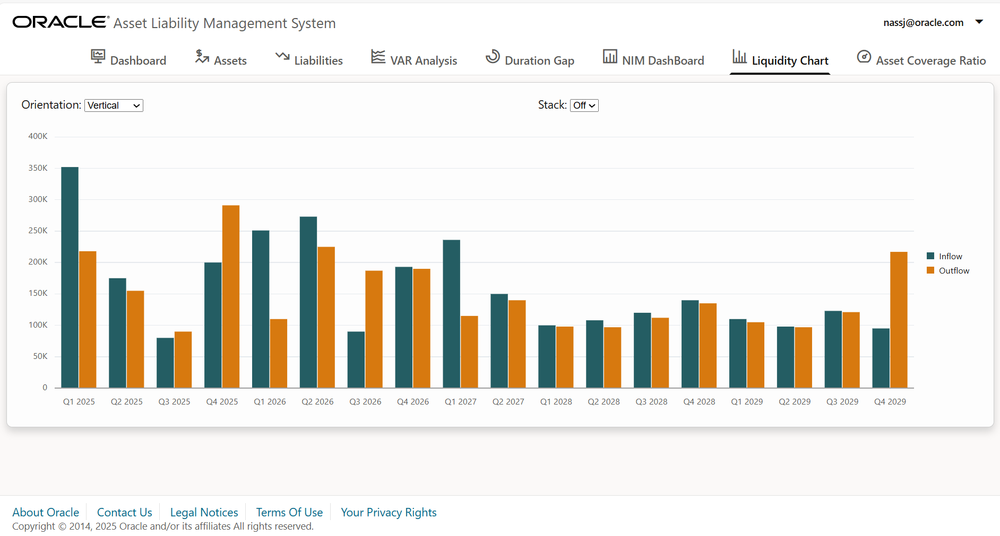 ORACLE® Asset Liability Management System
nassj@oracle.com
Dashboard
Assets
Liabilities
VAR Analysis
Duration Gap
NIM DashBoard
Liquidity Chart
Asset Coverage Ratio
Orientation: Vertical
Stack: Off
400K
350K
300K
250K
200K
150K
100K
50K
0
Q1 2025
Q2 2025
Q3 2025
Q4 2025
Q1 2026
Q2 2026
Q3 2026
Q4 2026
Q1 2027
Q2 2027
Q1 2028
Q2 2028
Q3 2028
Q4 2028
Q1 2029
Q2 2029
Q3 2029
Q4 2029
Inflow
Outflow
About Oracle
Contact Us
Legal Notices
Terms Of Use
Your Privacy Rights
Copyright © 2014, 2025 Oracle and/or its affiliates All rights reserved.